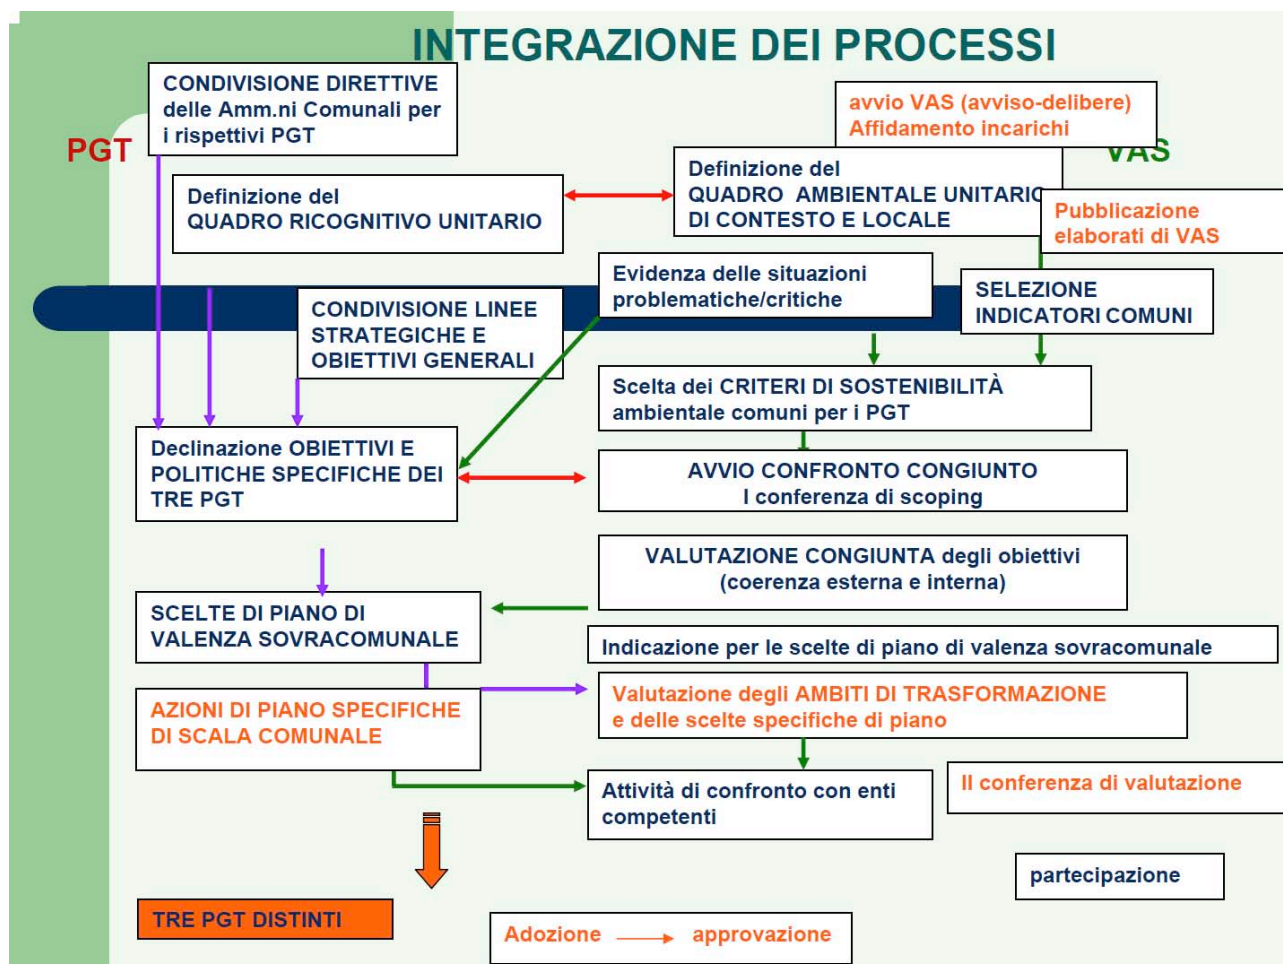 INTEGRAZIONE DEI PROCESSI
CONDIVISIONE DIRETTIVE
delle Amm.ni Comunali per
i rispettivi PGT
avvio VAS (avviso-delibere)
Affidamento incarichi
PGT
VAS
Definizione del
QUADRO RICOGNITIVO UNITARIO
Definizione del
QUADRO AMBIENTALE UNITARIO
DI CONTESTO E LOCALE
Pubblicazione
elaborati di VAS
Evidenza delle situazioni
problematiche/critiche
SELEZIONE
INDICATORI COMUNI
CONDIVISIONE LINEE
STRATEGICHE E
OBIETTIVI GENERALI
Scelta dei CRITERI DI SOSTENIBILITÀ
ambientale comuni per i PGT
Declinazione OBIETTIVI E
POLITICHE SPECIFICHE DEI
TRE PGT
AVVIO CONFRONTO CONGIUNTO
I conferenza di scoping
VALUTAZIONE CONGIUNTA degli obiettivi
(coerenza esterna e interna)
SCELTE DI PIANO DI
VALENZA SOVRACOMUNALE
Indicazione per le scelte di piano di valenza sovracomunale
AZIONI DI PIANO SPECIFICHE
DI SCALA COMUNALE
Valutazione degli AMBITI DI TRASFORMAZIONE
e delle scelte specifiche di piano
Attività di confronto con enti
competenti
II conferenza di valutazione
partecipazione
TRE PGT DISTINTI
Adozione → approvazione